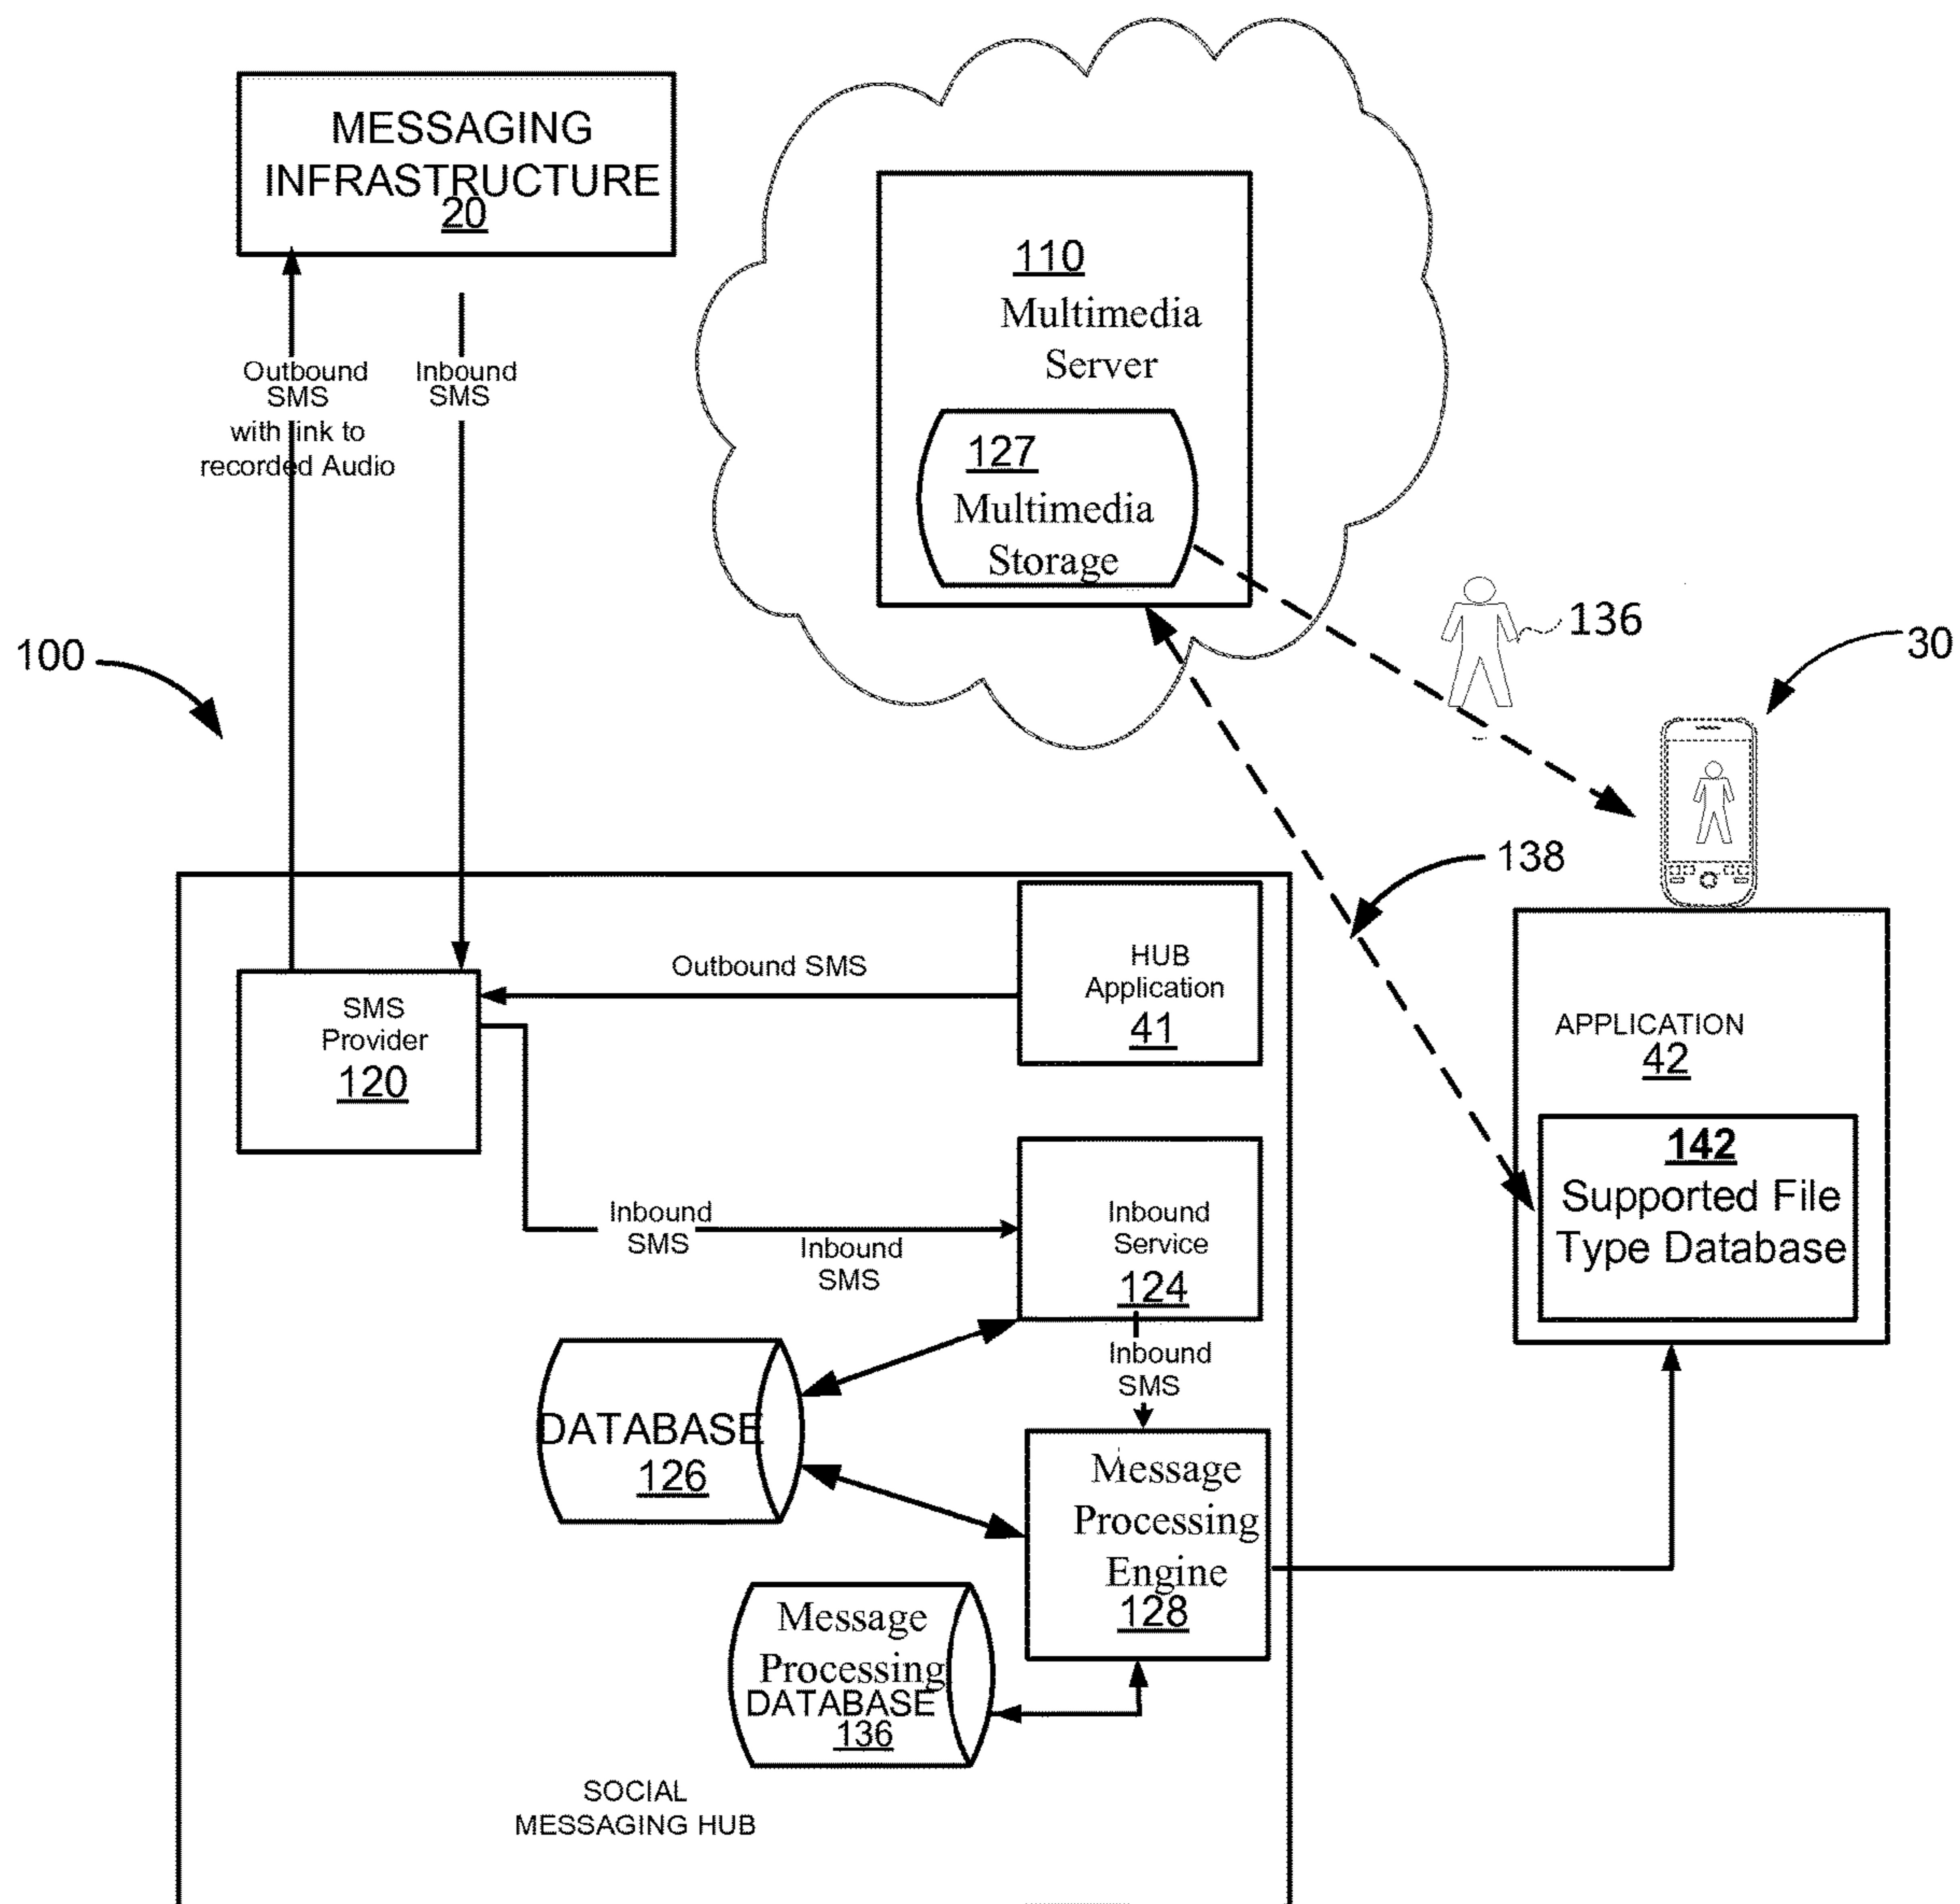 MESSAGING
INFRASTRUCTURE
20
Outbound
SMS
with link to
recorded Audio
Inbound
SMS
110
Multimedia
Server
127
Multimedia
Storage
136
30
100
138
SMS
Provider
120
Outbound SMS
HUB
Application
41
APPLICATION
42
142
Supported File
Type Database
Inbound
SMS
Inbound
SMS
Inbound
Service
124
Inbound
SMS
DATABASE
126
Message
Processing
Engine
128
Message
Processing
DATABASE
136
SOCIAL
MESSAGING HUB